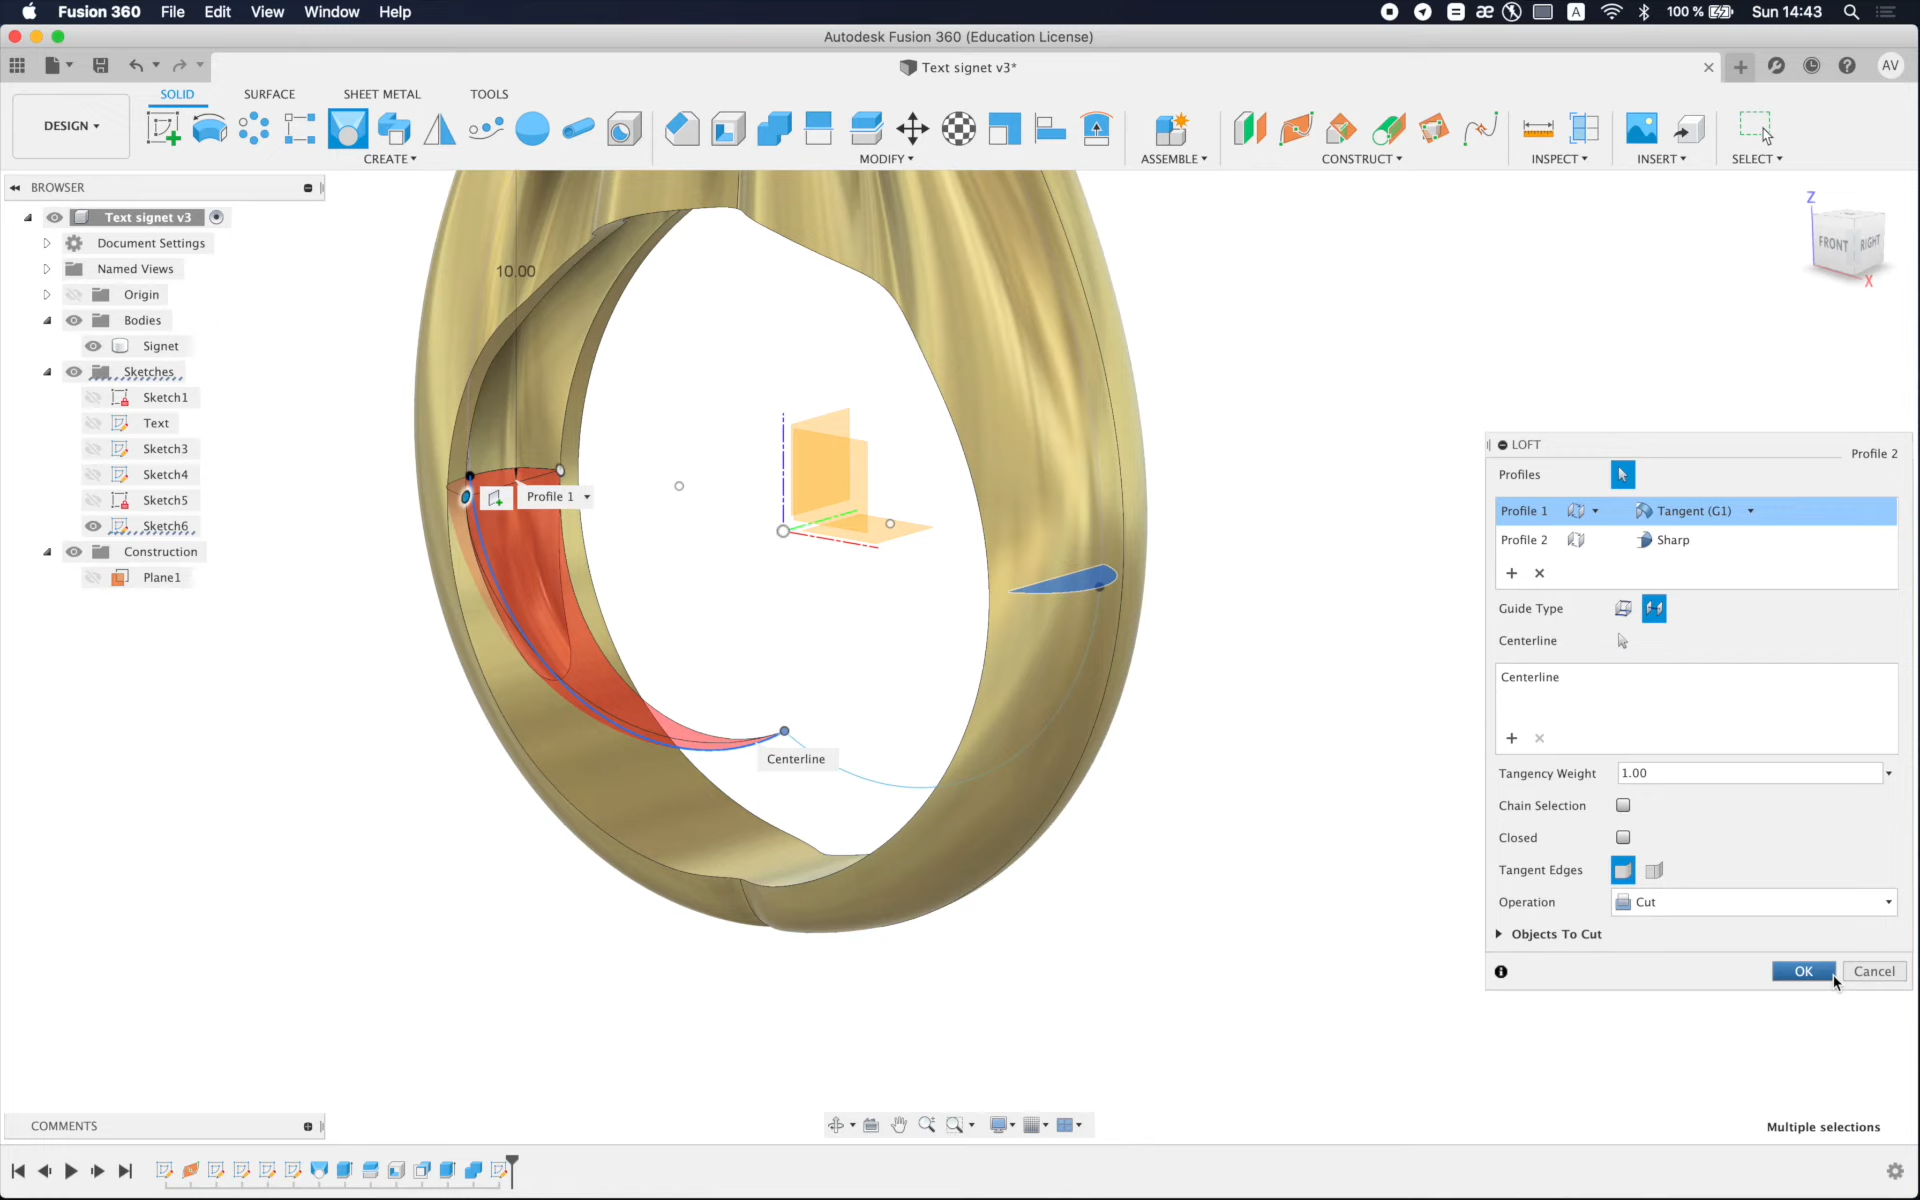 Fusion 360 File Edit View Window Help
æ A 100 % Sun 14:43
Autodesk Fusion 360 (Education License)
Text signet v3*
AV
DESIGN
SOLID SURFACE SHEET METAL TOOLS
CREATE MODIFY ASSEMBLE CONSTRUCT INSPECT INSERT SELECT
BROWSER
Text signet v3
Document Settings
Named Views
Origin
Bodies
Signet
Sketches
Sketch1
Text
Sketch3
Sketch4
Sketch5
Sketch6
Construction
Plane1
10.00
Profile 1
Centerline
Z
FRONT RIGHT
X
LOFT
Profile 2
Profiles
Profile 1 Tangent (G1)
Profile 2 Sharp
Guide Type
Centerline
Centerline
Tangency Weight 1.00
Chain Selection
Closed
Tangent Edges
Operation Cut
Objects To Cut
OK Cancel
COMMENTS
Multiple selections